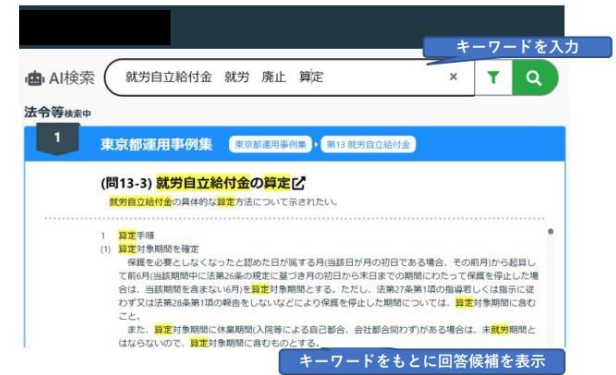 キーワードを入力
AI検索 就労自立給付金 就労 廃止 算定 ×
法令等検索中
1 東京都運用事例集 東京都運用事例集 ▸ 第13 就労自立給付金
(問13-3) 就労自立給付金の算定
就労自立給付金の具体的な算定方法について示されたい。
1 算定手順
(1) 算定対象期間を確定
保護を必要としなくなったと認めた日が属する月(当該日が月の初日である場合、その前月)から起算し
て前6月(当該期間中に法第26条の規定に基づき月の初日から末日までの期間にわたって保護を停止した場
合は、当該期間を含まない6月)を算定対象期間とする。ただし、法第27条第1項の指導若しくは指示に従
わず又は法第28条第1項の報告をしないなどにより保護を停止した期間については、算定対象期間に含む
こと。
また、算定対象期間に休業期間(入院等による自己都合、会社都合問わず)がある場合は、未就労期間と
はならないので、算定対象期間に含むものとする。
キーワードをもとに回答候補を表示